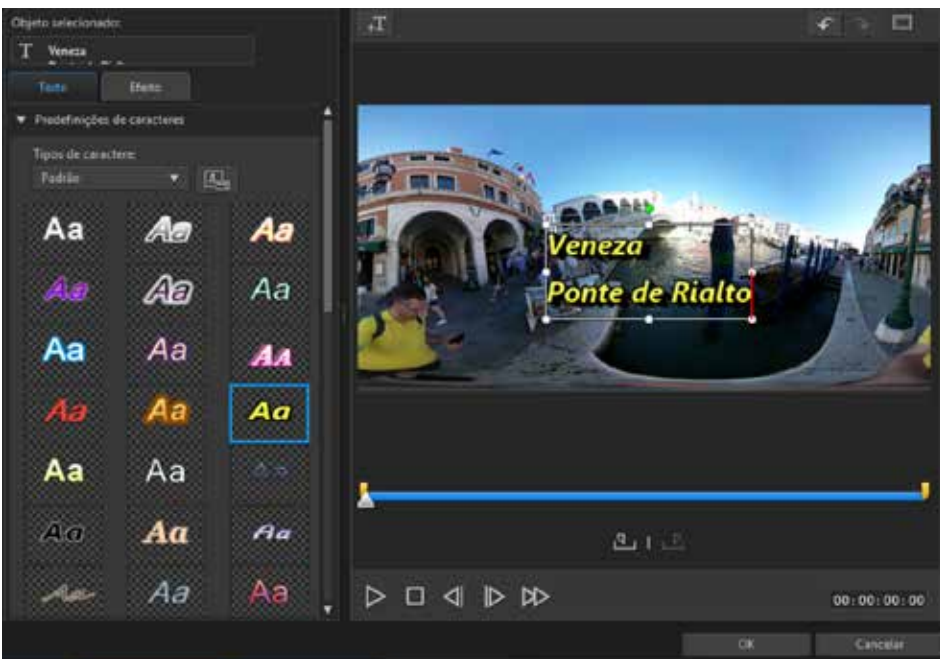 Objeto selecionado:
T
T Veneza
Texto Efeito
Predefinições de caracteres
Tipos de caractere:
Padrão
Aa Aa Aa
Aa Aa Aa
Aa Aa Aa
Aa Aa Aa
Aa Aa Aa
Aa Aa Aa
Aa Aa Aa
Veneza
Ponte de Rialto
00:00:00:00
OK Cancelar